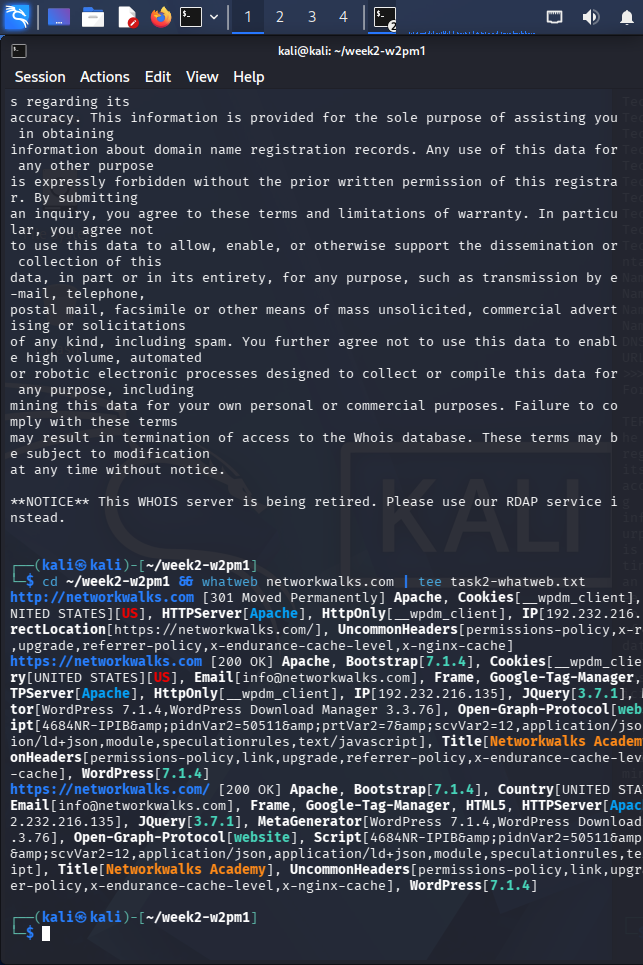 1 2 3 4
kali@kali: ~/week2-w2pm1
Session Actions Edit View Help
s regarding its
accuracy. This information is provided for the sole purpose of assisting you
 in obtaining
information about domain name registration records. Any use of this data for
 any other purpose
is expressly forbidden without the prior written permission of this registra
r. By submitting
an inquiry, you agree to these terms and limitations of warranty. In particu
lar, you agree not
to use this data to allow, enable, or otherwise support the dissemination or
 collection of this
data, in part or in its entirety, for any purpose, such as transmission by e
-mail, telephone,
postal mail, facsimile or other means of mass unsolicited, commercial advert
ising or solicitations
of any kind, including spam. You further agree not to use this data to enabl
e high volume, automated
or robotic electronic processes designed to collect or compile this data for
 any purpose, including
mining this data for your own personal or commercial purposes. Failure to co
mply with these terms
may result in termination of access to the Whois database. These terms may b
e subject to modification
at any time without notice.
**NOTICE** This WHOIS server is being retired. Please use our RDAP service i
nstead.
┌──(kali㉿kali)-[~/week2-w2pm1]
└─$ cd ~/week2-w2pm1 && whatweb networkwalks.com | tee task2-whatweb.txt
http://networkwalks.com [301 Moved Permanently] Apache, Cookies[__wpdm_client],
NITED STATES][US], HTTPServer[Apache], HttpOnly[__wpdm_client], IP[192.232.216.
rectLocation[https://networkwalks.com/], UncommonHeaders[permissions-policy,x-r
,upgrade,referrer-policy,x-endurance-cache-level,x-nginx-cache]
https://networkwalks.com [200 OK] Apache, Bootstrap[7.1.4], Cookies[__wpdm_clie
ry[UNITED STATES][US], Email[info@networkwalks.com], Frame, Google-Tag-Manager,
TPServer[Apache], HttpOnly[__wpdm_client], IP[192.232.216.135], JQuery[3.7.1],
tor[WordPress 7.1.4,WordPress Download Manager 3.3.76], Open-Graph-Protocol[web
ipt[4684NR-IPIB&amp;pidnVar2=50511&amp;prtVar2=7&amp;scvVar2=12,application/jso
ion/ld+json,module,speculationrules,text/javascript], Title[Networkwalks Academ
onHeaders[permissions-policy,link,upgrade,referrer-policy,x-endurance-cache-lev
-cache], WordPress[7.1.4]
https://networkwalks.com/ [200 OK] Apache, Bootstrap[7.1.4], Country[UNITED STA
Email[info@networkwalks.com], Frame, Google-Tag-Manager, HTML5, HTTPServer[Apac
2.232.216.135], JQuery[3.7.1], MetaGenerator[WordPress 7.1.4,WordPress Download
.3.76], Open-Graph-Protocol[website], Script[4684NR-IPIB&amp;pidnVar2=50511&amp
&amp;scvVar2=12,application/json,application/ld+json,module,speculationrules,te
ipt], Title[Networkwalks Academy], UncommonHeaders[permissions-policy,link,upgr
er-policy,x-endurance-cache-level,x-nginx-cache], WordPress[7.1.4]
┌──(kali㉿kali)-[~/week2-w2pm1]
└─$
KALI